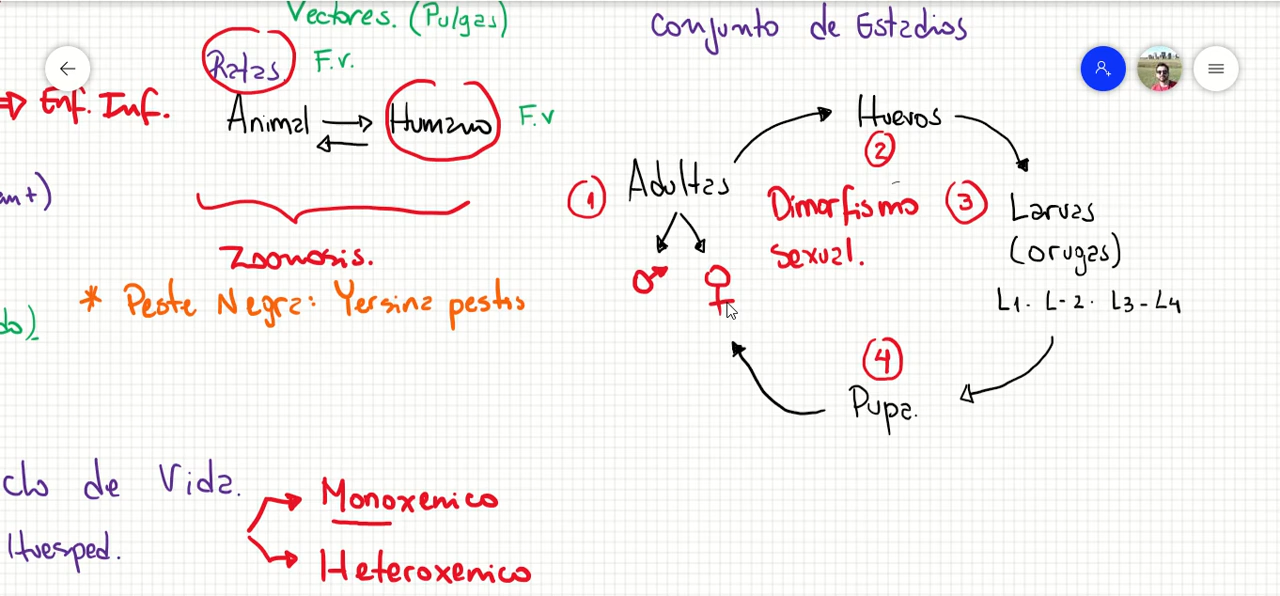 Vectores. (Pulgas)
Ratas F.v.
⇒ Enf. Inf.
Animal → Humano F.v
←
Zoonosis.
* Peste Negra: Yersina pestis
clo de Vida.
Huesped.
Monoxenico
Heteroxenico
Conjunto de Estadios
1 Adultas
♂ ♀
Dimorfismo
sexual.
Huevos
2
3 Larvas
(orugas)
L1. L-2. L3-L4
4
Pupa.